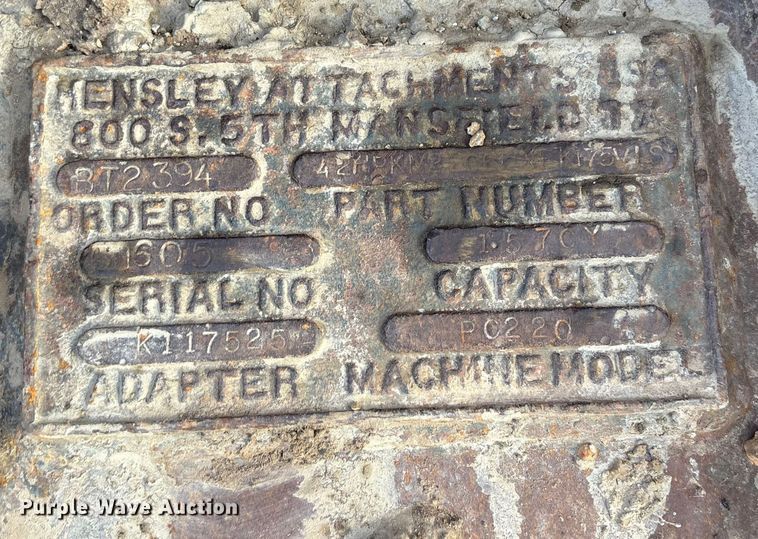 HENSLEY ATTACHMENTS USA
800 S. 5TH MANSFIELD TX
BT2394
ORDER NO PART NUMBER
1605 1.57CY
SERIAL NO CAPACITY
K117525 PC220
ADAPTER MACHINE MODEL
Purple Wave Auction